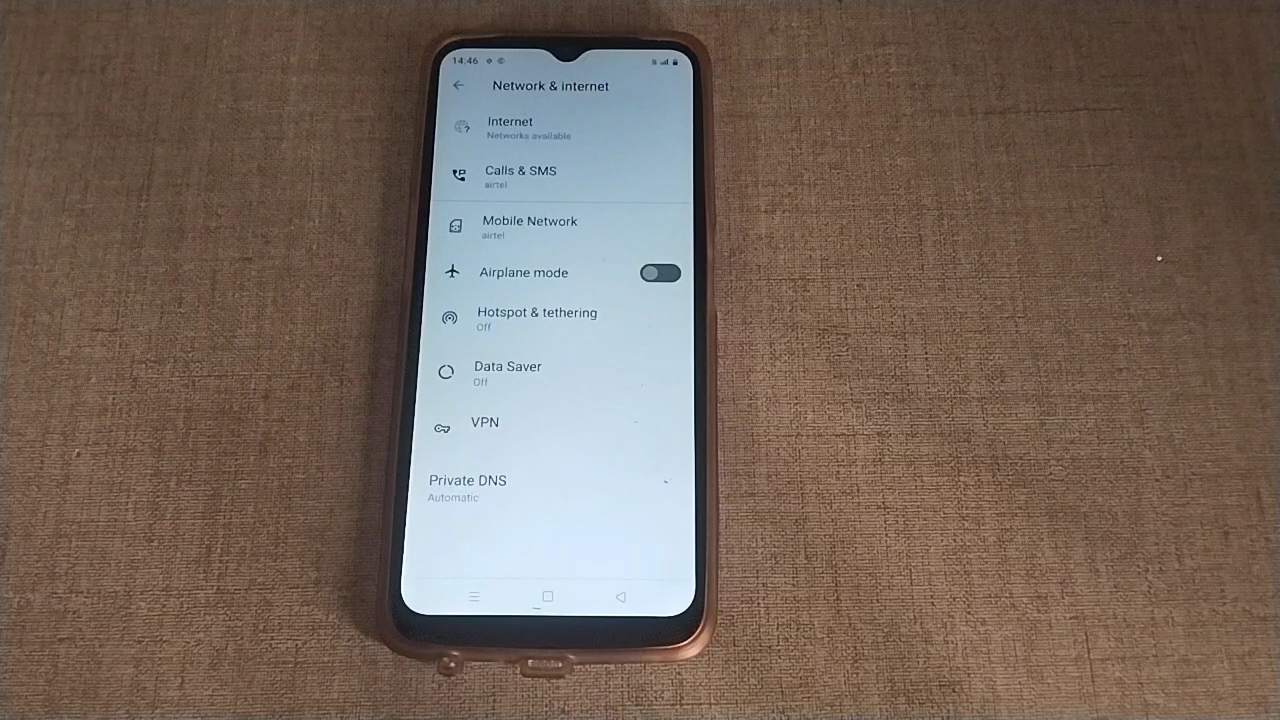 14:46
Network & internet
Internet
Networks available
Calls & SMS
airtel
Mobile Network
airtel
Airplane mode
Hotspot & tethering
Off
Data Saver
Off
VPN
Private DNS
Automatic